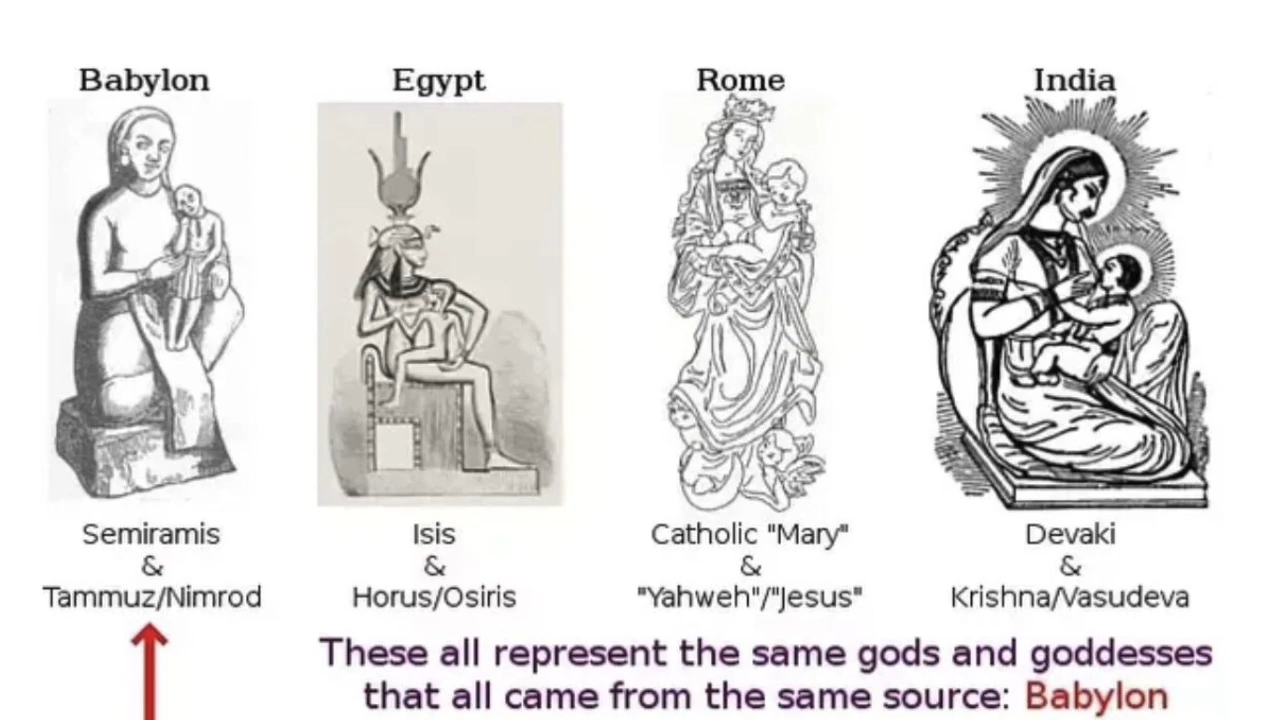 Babylon
Egypt
Rome
India
Semiramis
&
Tammuz/Nimrod
Isis
&
Horus/Osiris
Catholic "Mary"
&
"Yahweh"/"Jesus"
Devaki
&
Krishna/Vasudeva
These all represent the same gods and goddesses
that all came from the same source: Babylon